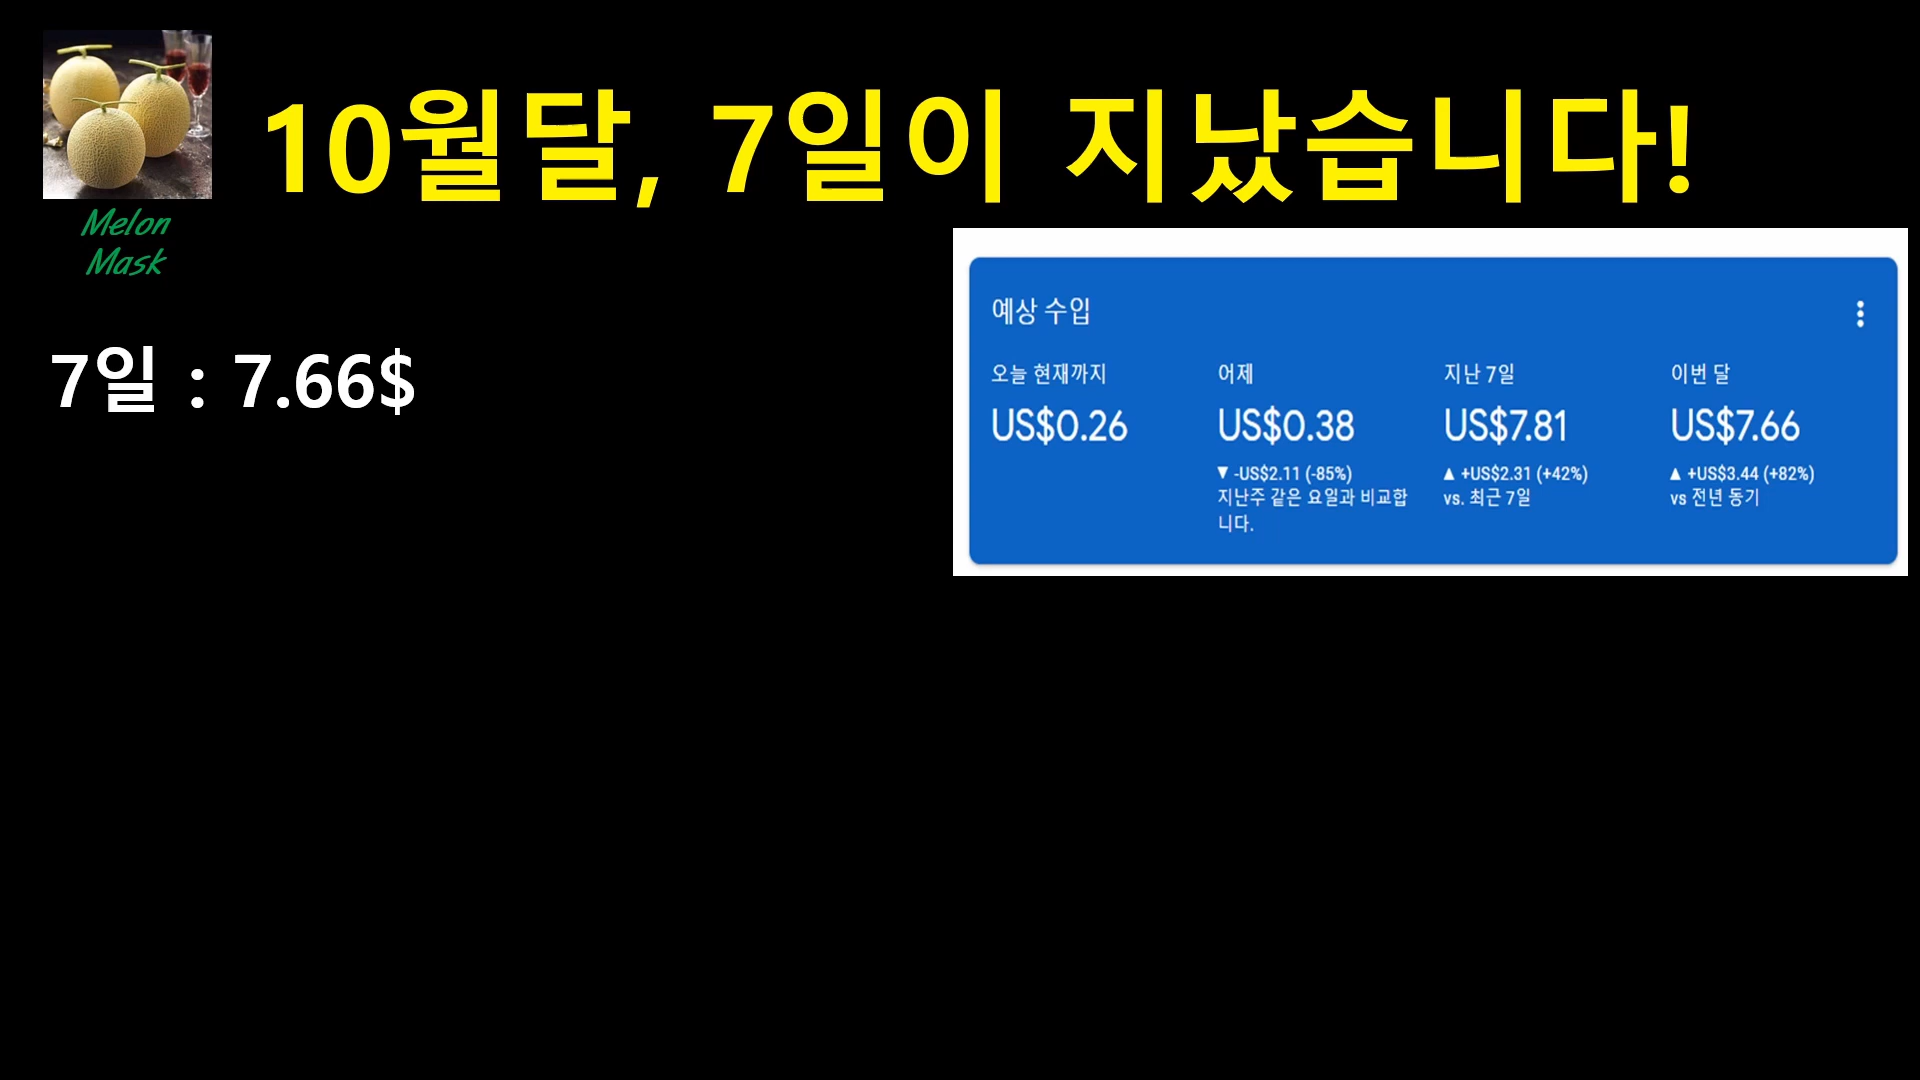 10월달, 7일이 지났습니다!
Melon
Mask
7일 : 7.66$
예상 수입
오늘 현재까지
US$0.26
어제
US$0.38
▼ -US$2.11 (-85%)
지난주 같은 요일과 비교합
니다.
지난 7일
US$7.81
▲ +US$2.31 (+42%)
vs. 최근 7일
이번 달
US$7.66
▲ +US$3.44 (+82%)
vs 전년 동기